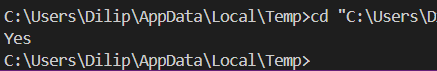 C:\Users\Dilip\AppData\Local\Temp>cd "C:\Users\D
Yes
C:\Users\Dilip\AppData\Local\Temp>